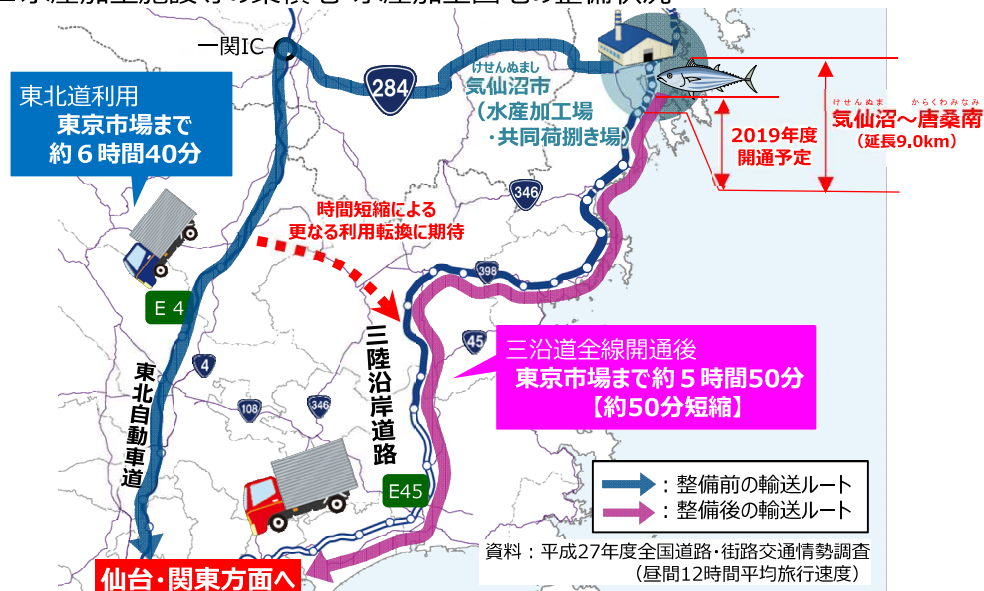 一関IC
284
けせんぬまし
気仙沼市
（水産加工場
・共同荷捌き場）
東北道利用
東京市場まで
約６時間40分
けせんぬま からくわみなみ
気仙沼～唐桑南
（延長9.0km）
2019年度
開通予定
346
時間短縮による
更なる利用転換に期待
398
E 4
三陸沿岸道路
45
三沿道全線開通後
東京市場まで約５時間50分
【約50分短縮】
4
東北自動車道
108
346
E45
：整備前の輸送ルート
：整備後の輸送ルート
資料：平成27年度全国道路・街路交通情勢調査
（昼間12時間平均旅行速度）
仙台・関東方面へ